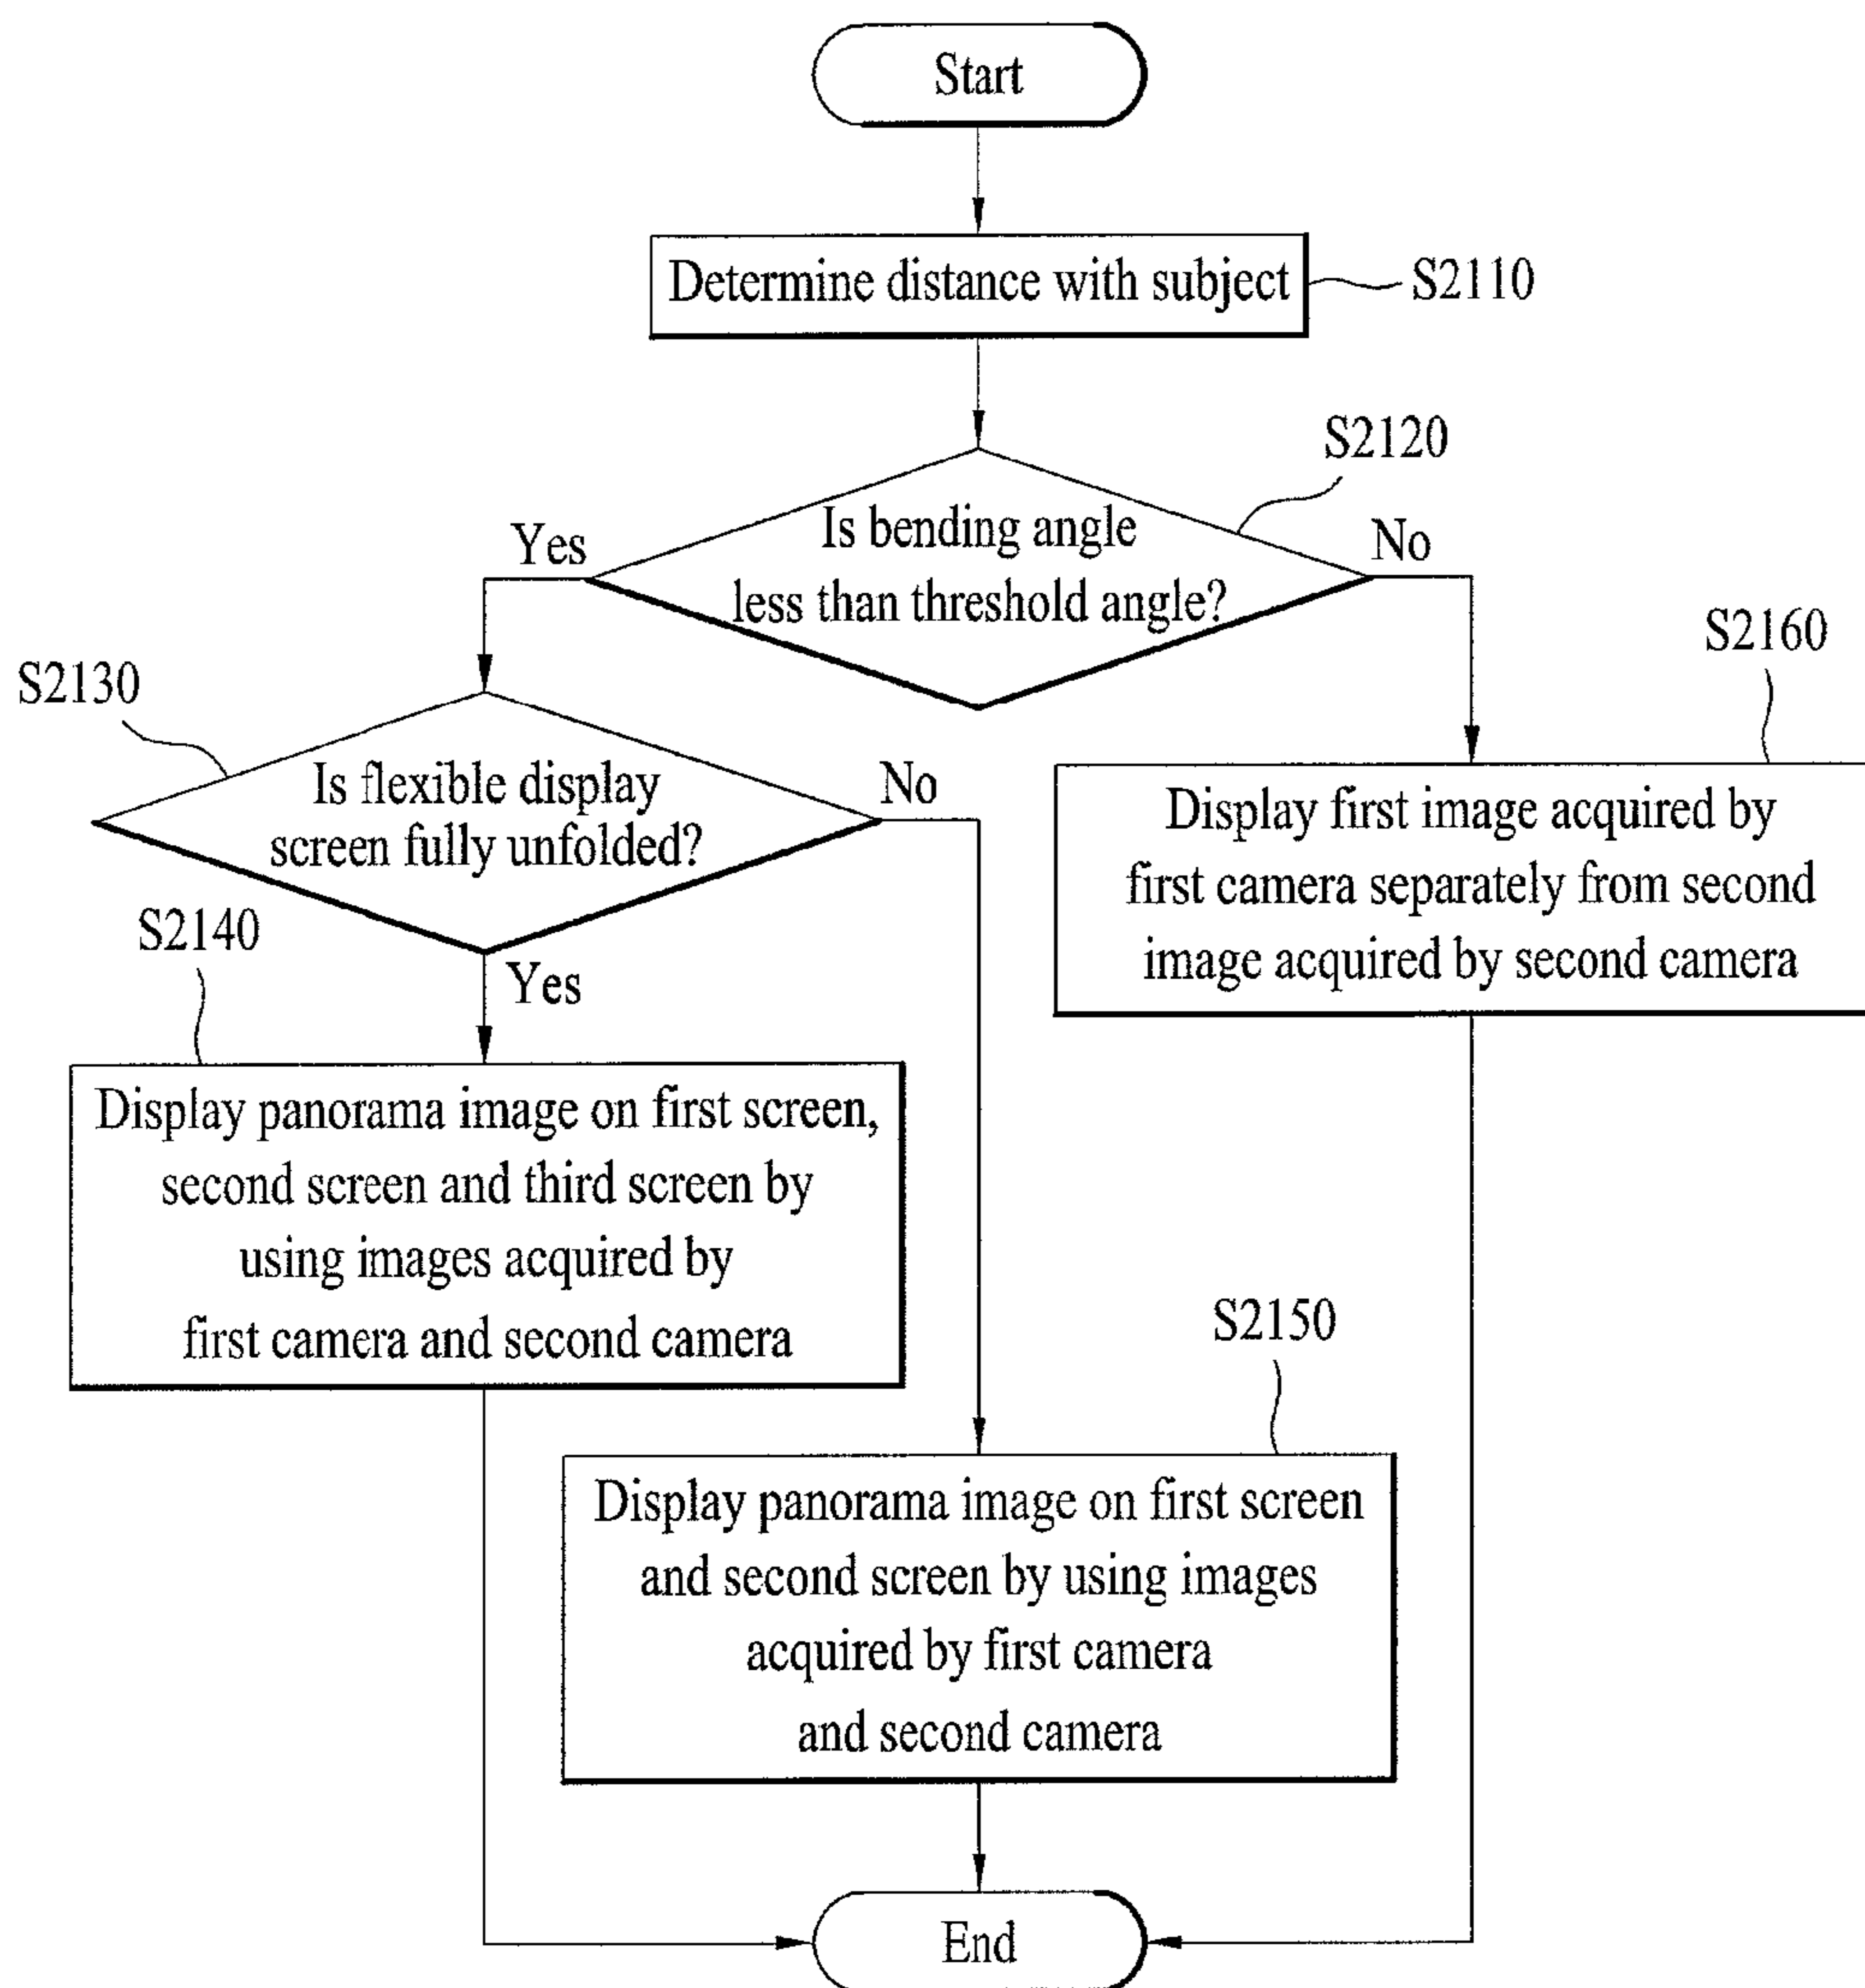 Start
Determine distance with subject
S2110
S2120
Is bending angle
less than threshold angle?
Yes
No
S2130
Is flexible display
screen fully unfolded?
No
Yes
S2160
Display first image acquired by
first camera separately from second
image acquired by second camera
S2140
Display panorama image on first screen,
second screen and third screen by
using images acquired by
first camera and second camera
S2150
Display panorama image on first screen
and second screen by using images
acquired by first camera
and second camera
End